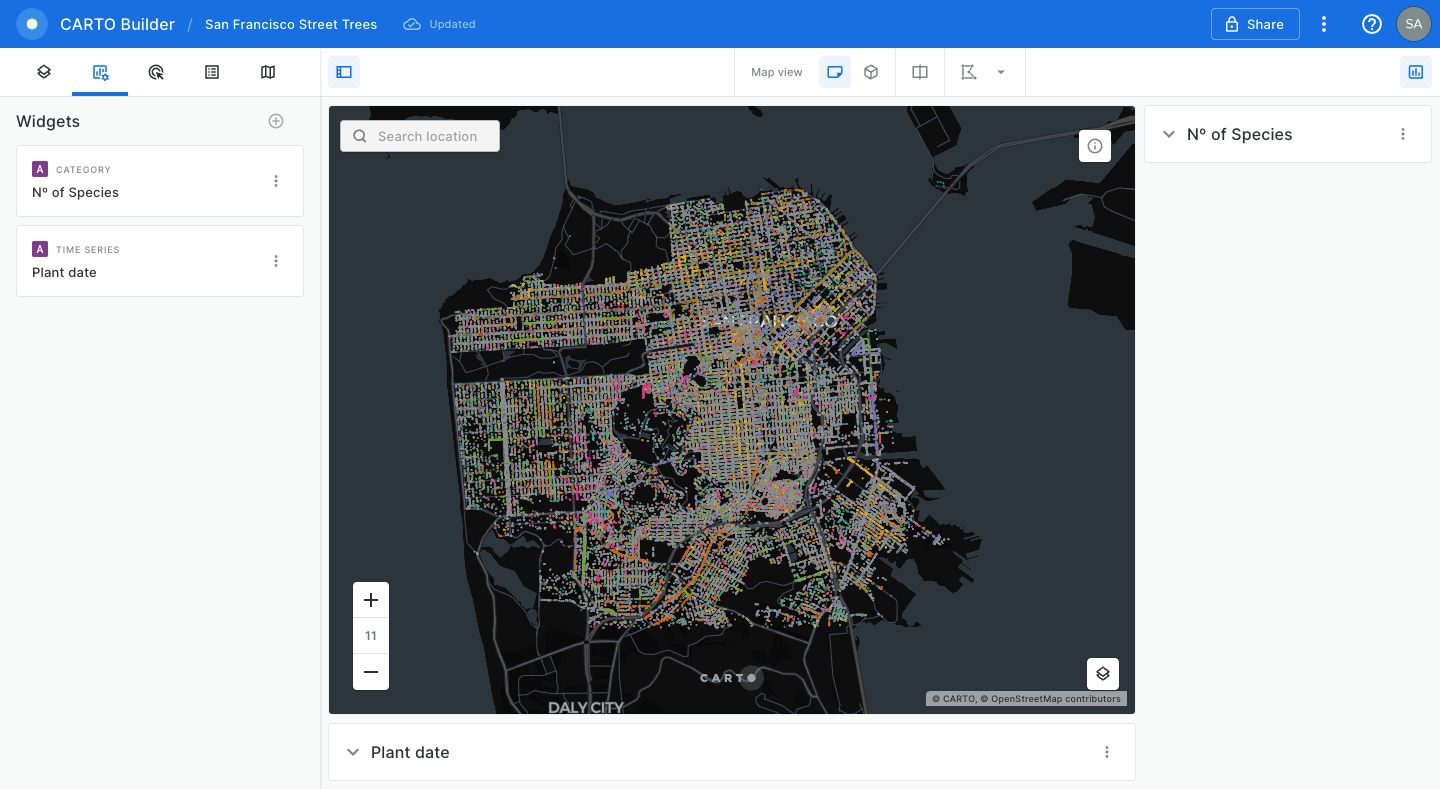 CARTO Builder / San Francisco Street Trees Updated Share SA
Map view
Widgets
A CATEGORY
Nº of Species
A TIME SERIES
Plant date
Search location
Nº of Species
SAN FRANCISCO
11
CARTO
© CARTO, © OpenStreetMap contributors
DALY CITY
Plant date